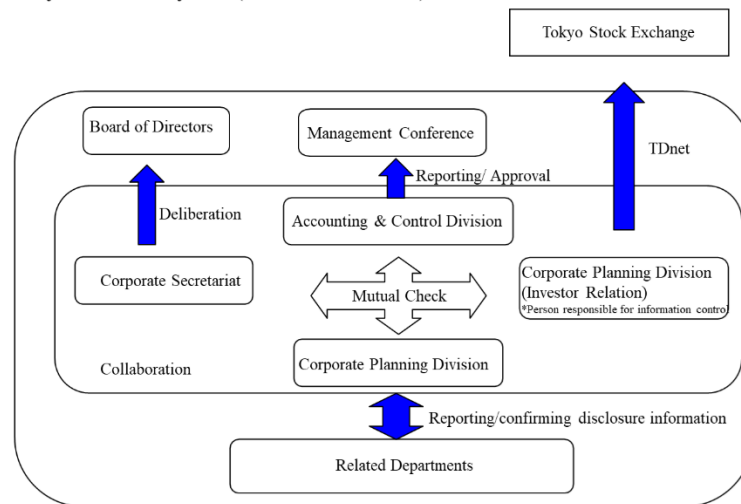 Tokyo Stock Exchange
Board of Directors
Management Conference
TDnet
Reporting/ Approval
Deliberation
Accounting & Control Division
Corporate Secretariat
Mutual Check
Corporate Planning Division
(Investor Relation)
*Person responsible for information control
Corporate Planning Division
Collaboration
Reporting/confirming disclosure information
Related Departments